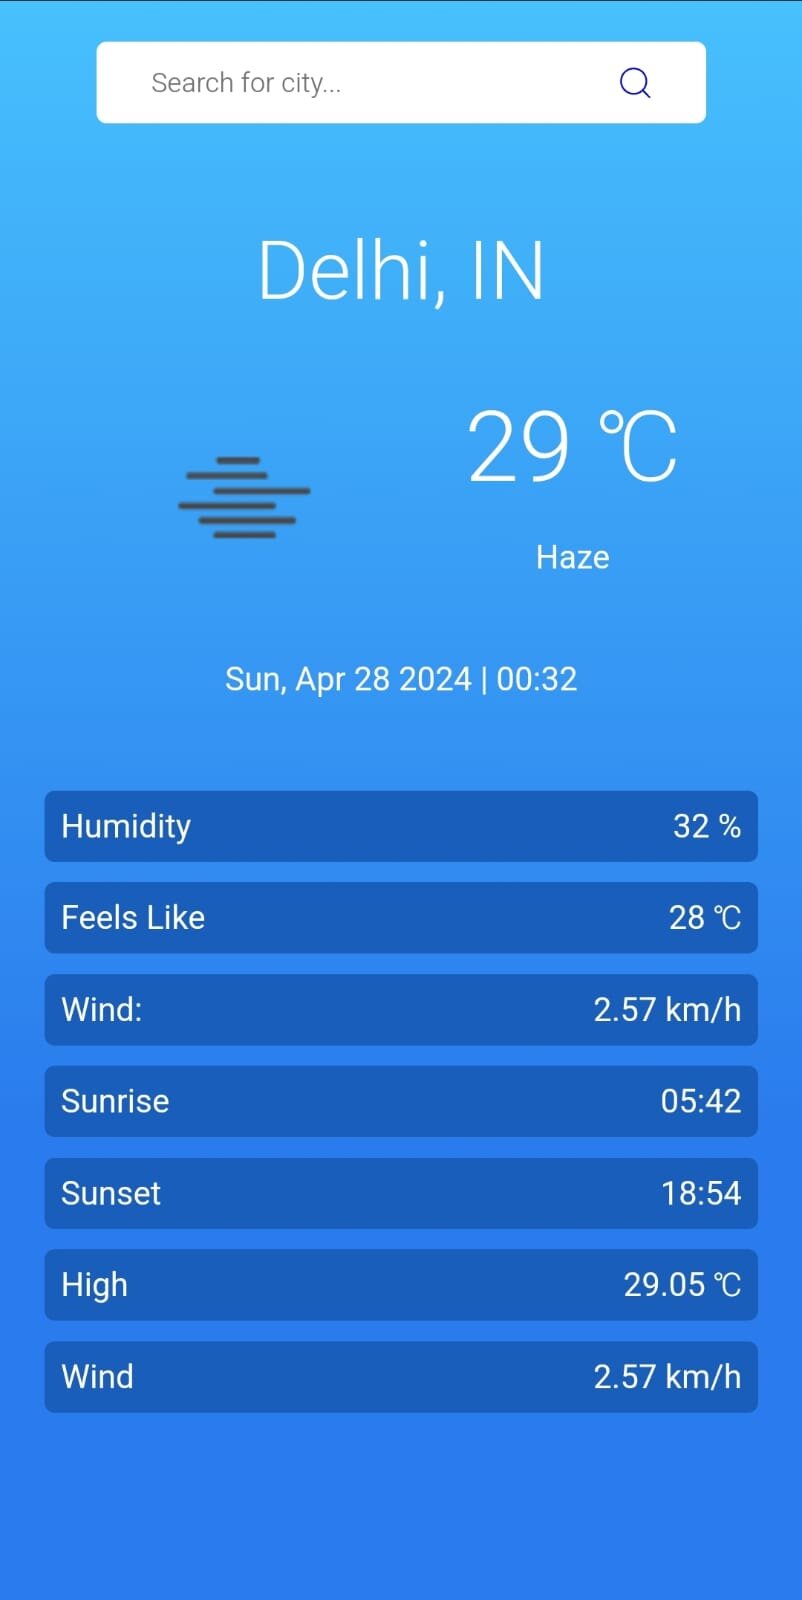 Search for city...
Delhi, IN
29 ℃
Haze
Sun, Apr 28 2024 | 00:32
Humidity 32 %
Feels Like 28 ℃
Wind: 2.57 km/h
Sunrise 05:42
Sunset 18:54
High 29.05 ℃
Wind 2.57 km/h